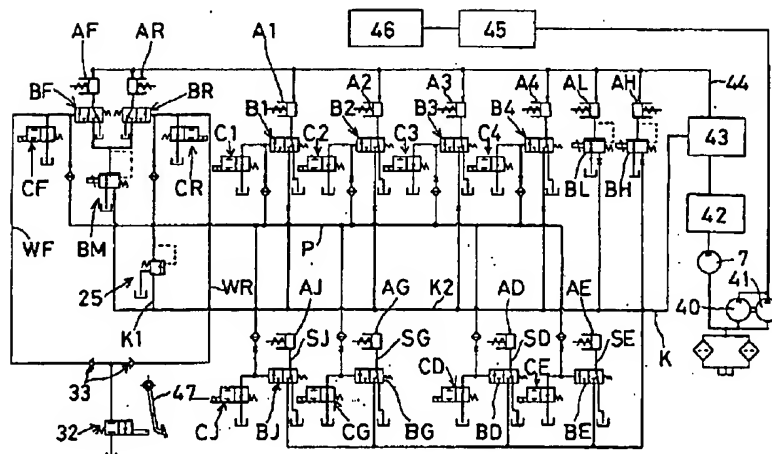 46 45
AF AR A1 A2 A3 A4 AL AH 44
BF BR B1 B2 B3 B4
43
C1 C2 C3 C4
CF CR BL BH
BM 42
P 7
41
25 WF WR AJ AG K2 AD AE 40
K1 SJ SG SD SE K
33 47 CD CE
32 CJ BJ CG BG BD BE